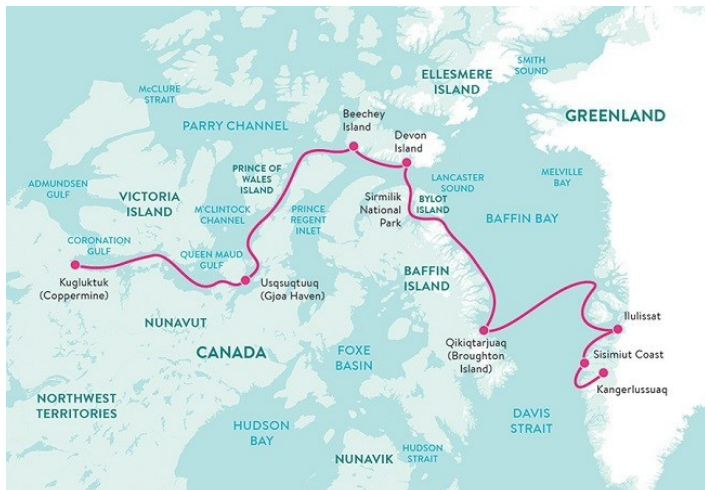 ELLESMERE
ISLAND
SMITH
SOUND
McCLURE
STRAIT
GREENLAND
Beechey
Island
PARRY CHANNEL
Devon
Island
PRINCE OF
WALES ISLAND
LANCASTER
SOUND
MELVILLE
BAY
ADMUNDSEN
GULF
VICTORIA
ISLAND
Sirmilik
National
Park
BYLOT
ISLAND
M'CLINTOCK
CHANNEL
PRINCE
REGENT
INLET
BAFFIN BAY
CORONATION
GULF
QUEEN MAUD
GULF
BAFFIN
ISLAND
Kugluktuk
(Coppermine)
Usqsuqtuuq
(Gjøa Haven)
NUNAVUT
Ilulissat
CANADA
FOXE
BASIN
Qikiqtarjuaq
(Broughton
Island)
Sisimiut Coast
Kangerlussuaq
NORTHWEST
TERRITORIES
HUDSON
BAY
DAVIS
STRAIT
HUDSON
STRAIT
NUNAVIK